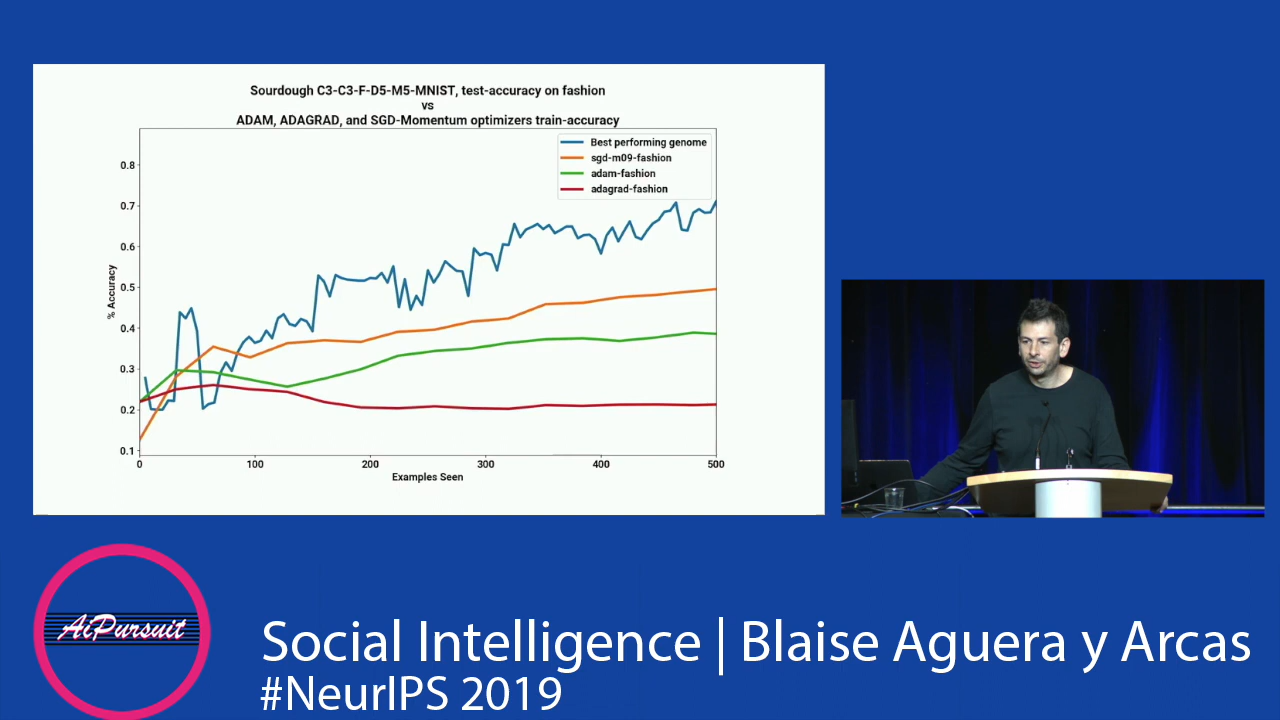 Sourdough C3-C3-F-D5-M5-MNIST, test-accuracy on fashion
vs
ADAM, ADAGRAD, and SGD-Momentum optimizers train-accuracy
Best performing genome
sgd-m09-fashion
adam-fashion
adagrad-fashion
% Accuracy
0.8
0.7
0.6
0.5
0.4
0.3
0.2
0.1
0
100
200
300
400
500
Examples Seen
AiPursuit
Social Intelligence | Blaise Aguera y Arcas
#NeurIPS 2019